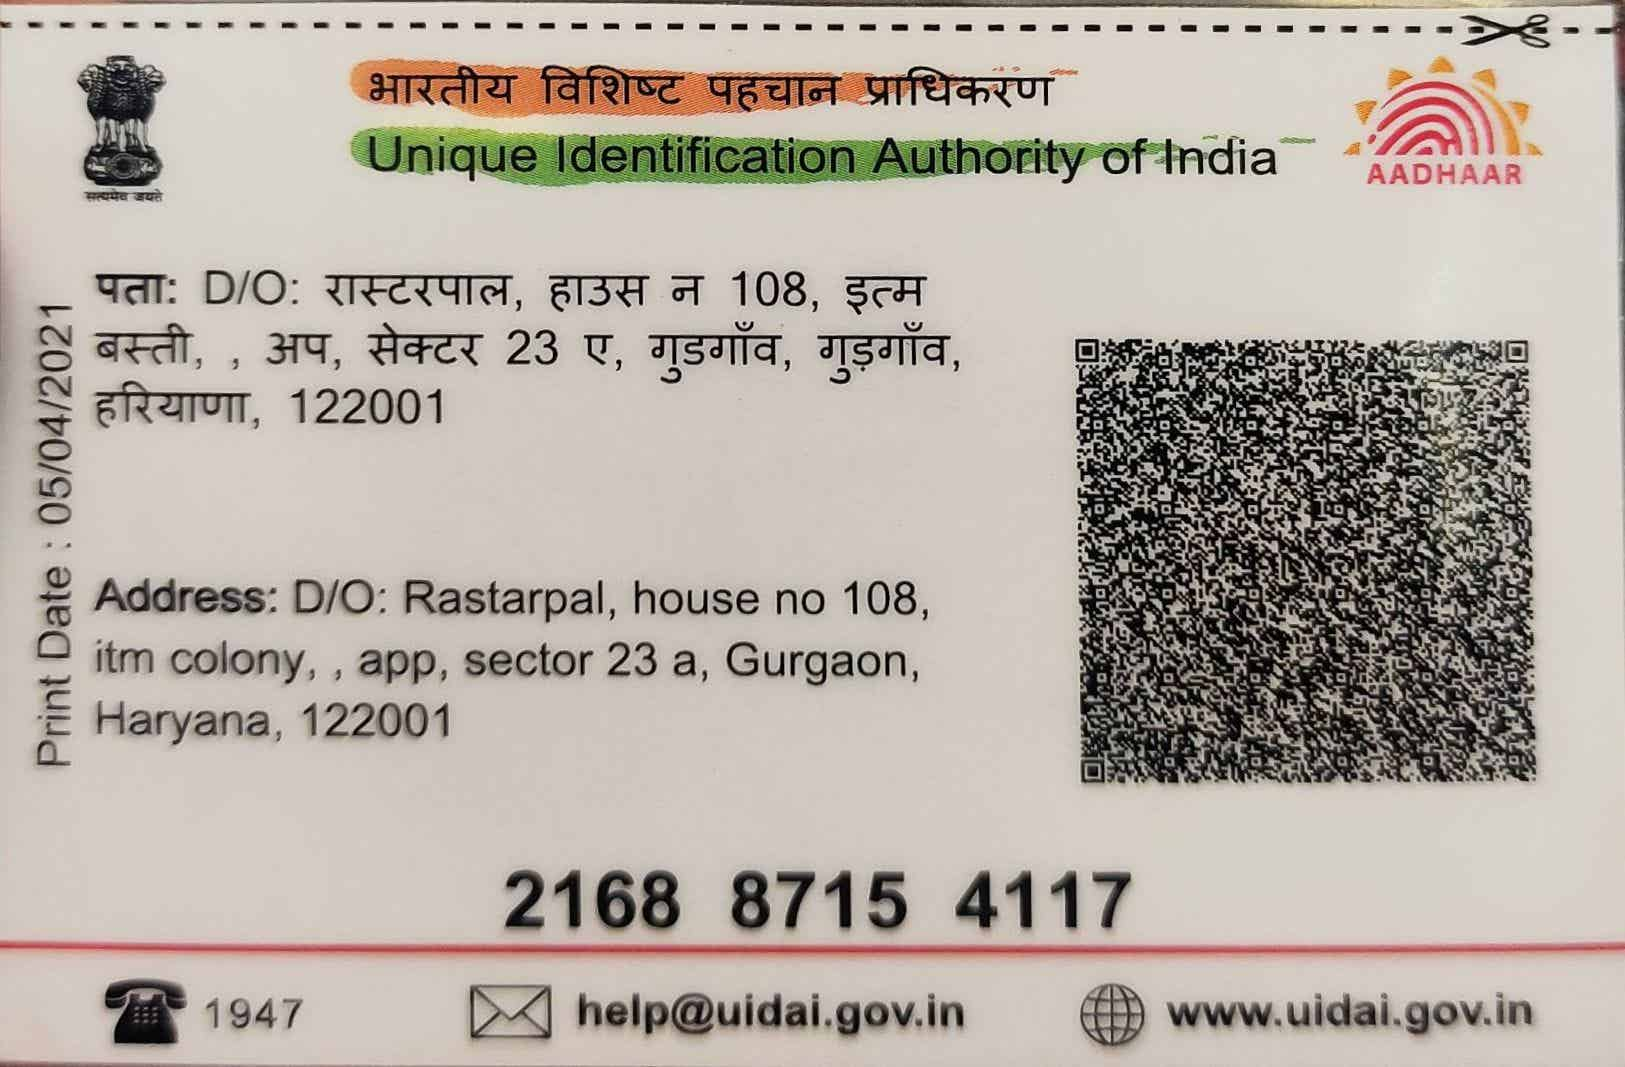 भारतीय विशिष्ट पहचान प्राधिकरण
Unique Identification Authority of India
AADHAAR
सत्यमेव जयते
पताः D/O: रास्टरपाल, हाउस न 108, इत्म
बस्ती, , अप, सेक्टर 23 ए, गुडगाँव, गुड़गाँव,
हरियाणा, 122001
Print Date : 05/04/2021
Address: D/O: Rastarpal, house no 108,
itm colony, , app, sector 23 a, Gurgaon,
Haryana, 122001
2168 8715 4117
1947
help@uidai.gov.in
www.uidai.gov.in